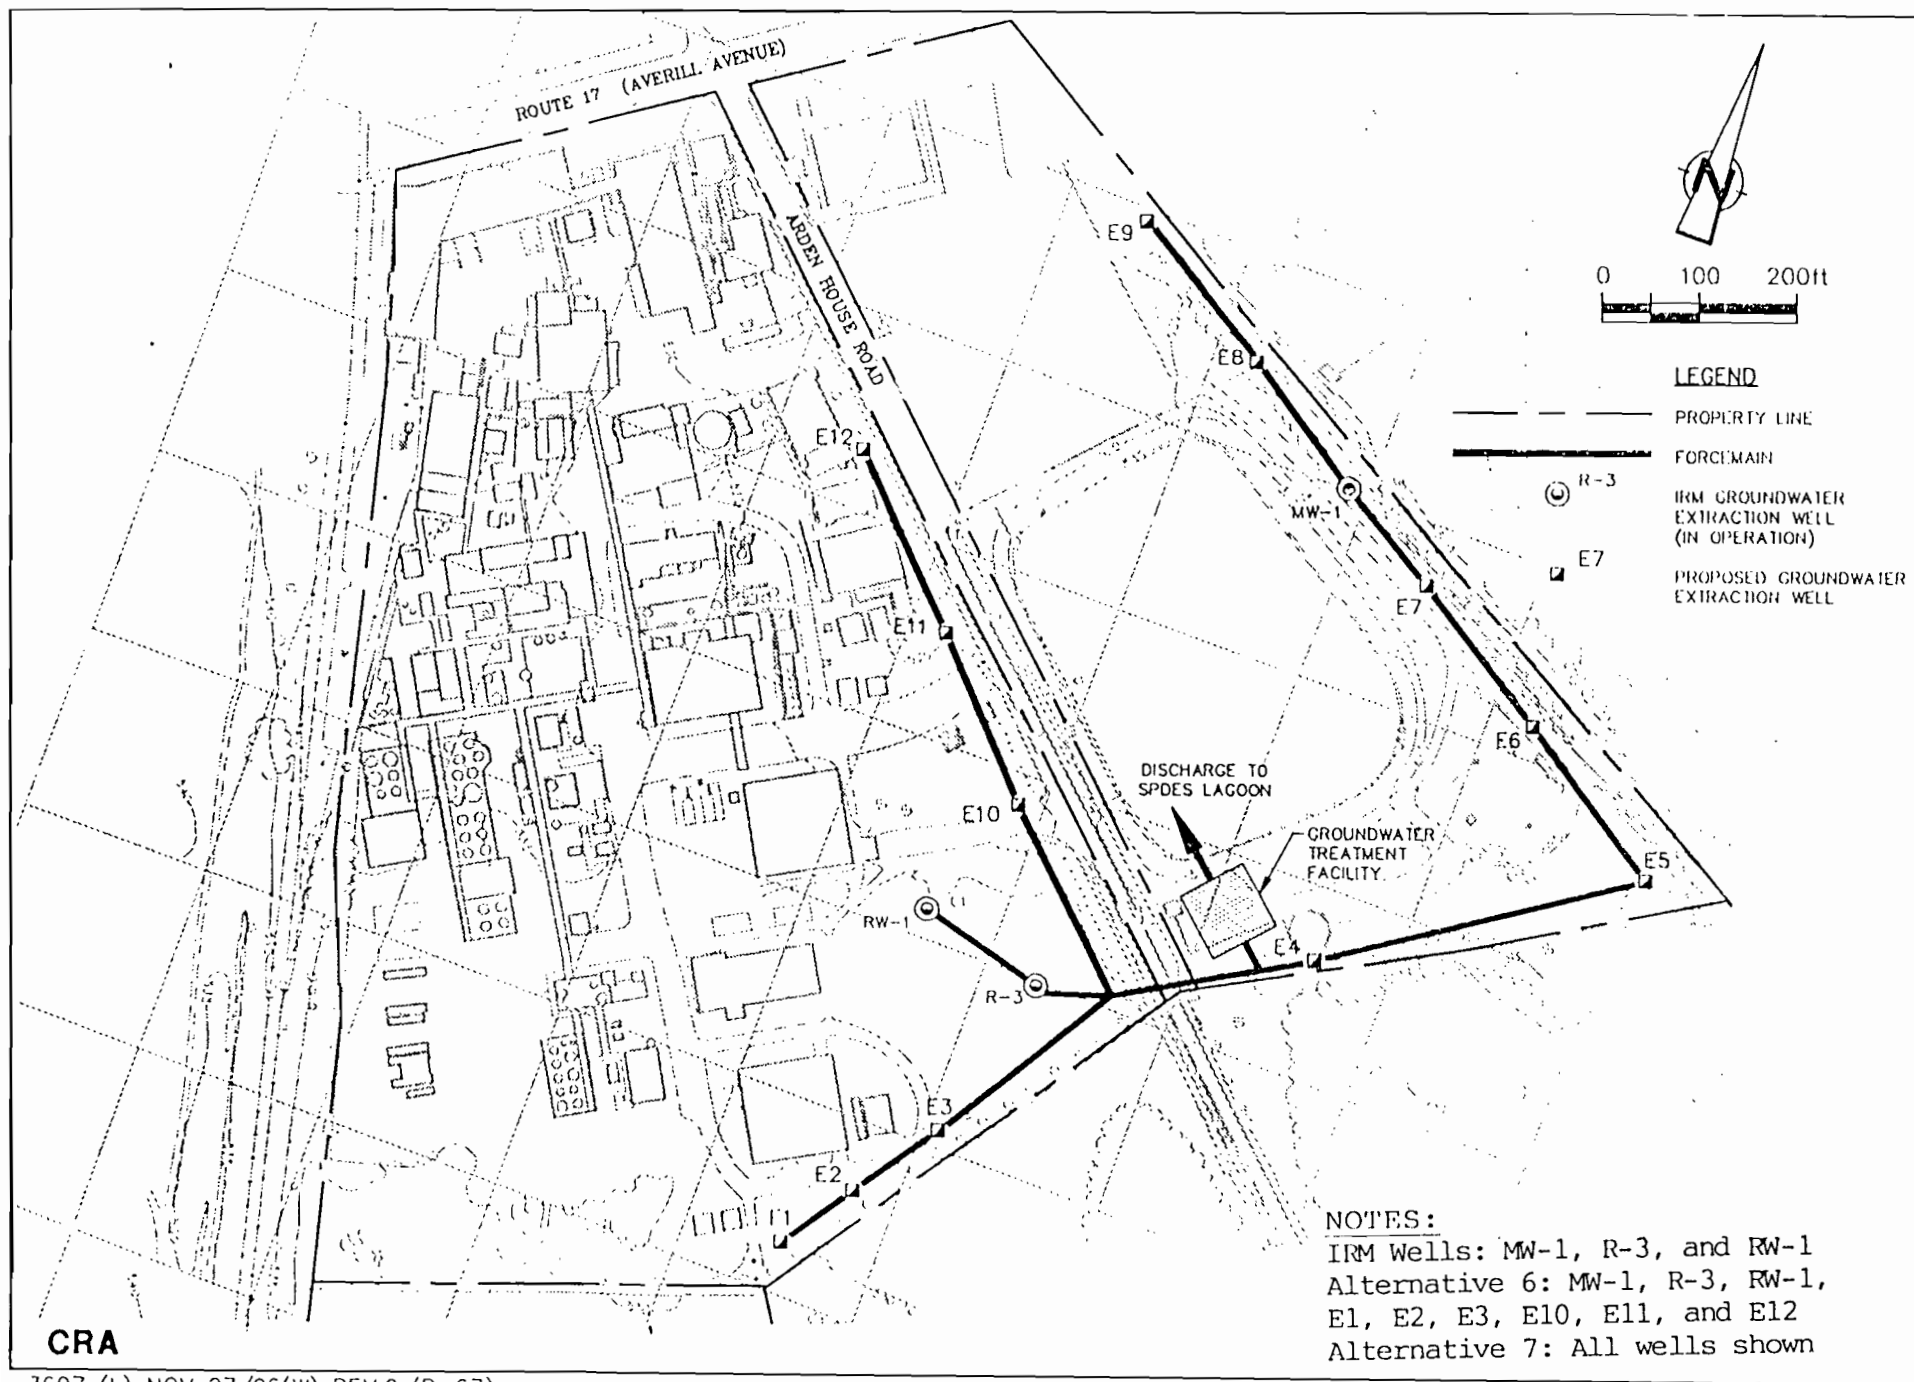 ROUTE 17 (AVERILL AVENUE)
ARDEN HOUSE ROAD
N
0 100 200ft
LEGEND
PROPERTY LINE
FORCEMAIN
R-3
IRM GROUNDWATER
EXTRACTION WELL
(IN OPERATION)
E7
PROPOSED GROUNDWATER
EXTRACTION WELL
E9
E8
MW-1
E7
E6
E5
E12
E11
E10
DISCHARGE TO
SPDES LAGOON
GROUNDWATER
TREATMENT
FACILITY
RW-1
R-3
E4
E3
E2
NOTES:
IRM Wells: MW-1, R-3, and RW-1
Alternative 6: MW-1, R-3, RW-1,
E1, E2, E3, E10, E11, and E12
Alternative 7: All wells shown
CRA